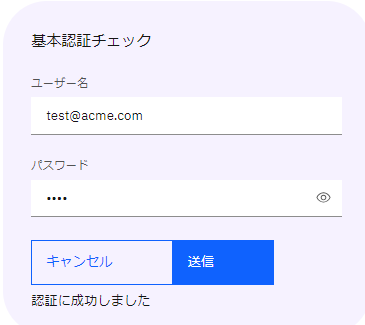 基本認証チェック
ユーザー名
test@acme.com
パスワード
••••
キャンセル 送信
認証に成功しました